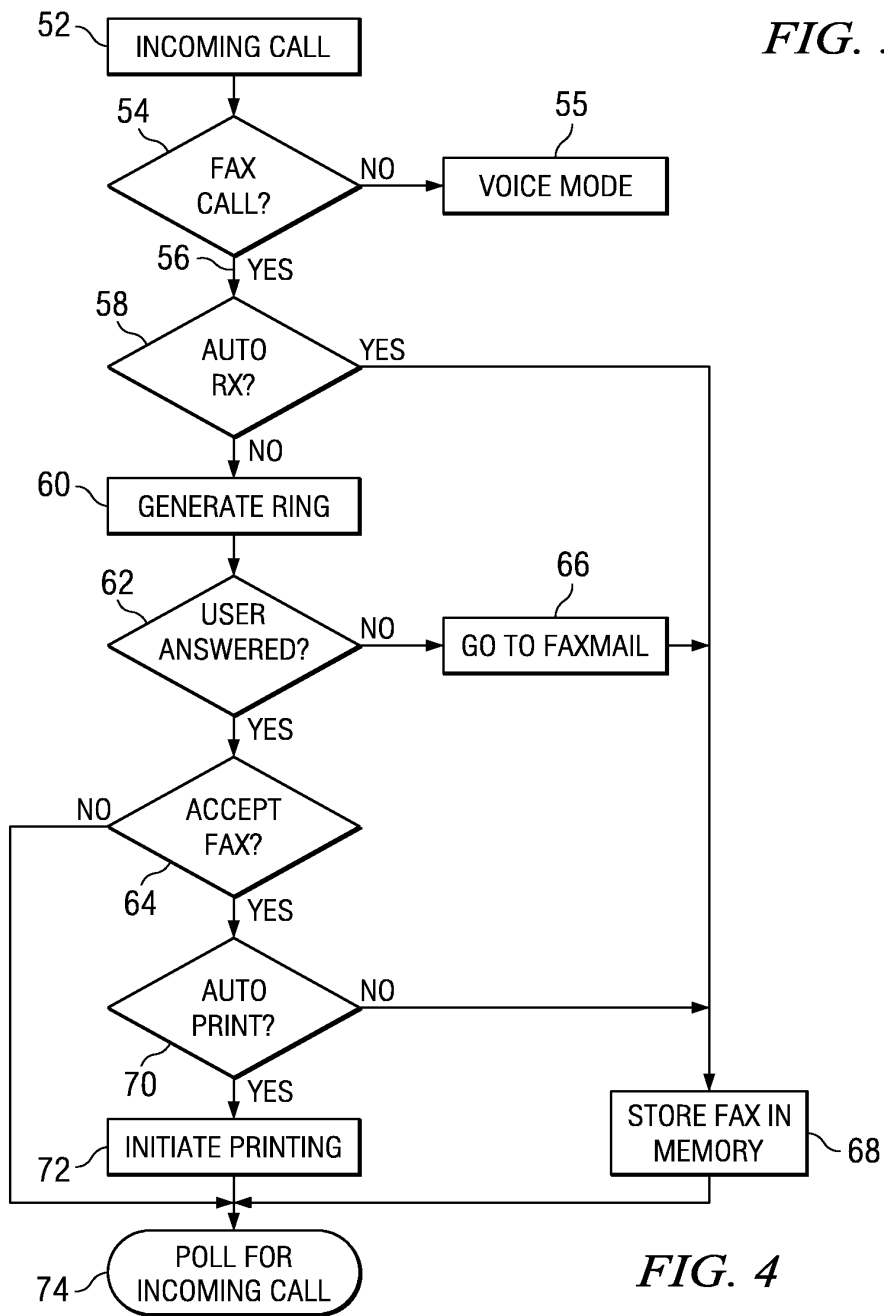 52
INCOMING CALL
FIG.
54
FAX
CALL?
NO
55
VOICE MODE
56
YES
58
AUTO
RX?
YES
NO
60
GENERATE RING
62
USER
ANSWERED?
NO
66
GO TO FAXMAIL
YES
NO
ACCEPT
FAX?
64
YES
AUTO
PRINT?
NO
70
YES
72
INITIATE PRINTING
STORE FAX IN
MEMORY
68
74
POLL FOR
INCOMING CALL
FIG. 4